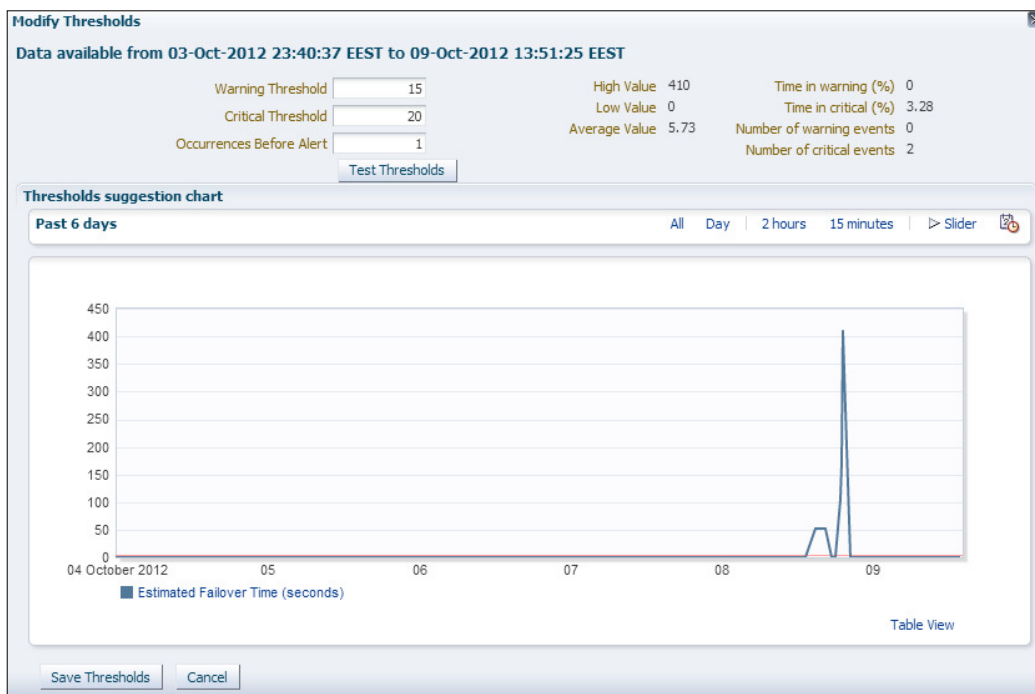 Modify Thresholds
Data available from 03-Oct-2012 23:40:37 EEST to 09-Oct-2012 13:51:25 EEST
Warning Threshold 15
Critical Threshold 20
Occurrences Before Alert 1
Test Thresholds
High Value 410
Low Value 0
Average Value 5.73
Time in warning (%) 0
Time in critical (%) 3.28
Number of warning events 0
Number of critical events 2
Thresholds suggestion chart
Past 6 days All Day 2 hours 15 minutes Slider
450
400
350
300
250
200
150
100
50
0
04 October 2012 05 06 07 08 09
Estimated Failover Time (seconds)
Table View
Save Thresholds Cancel